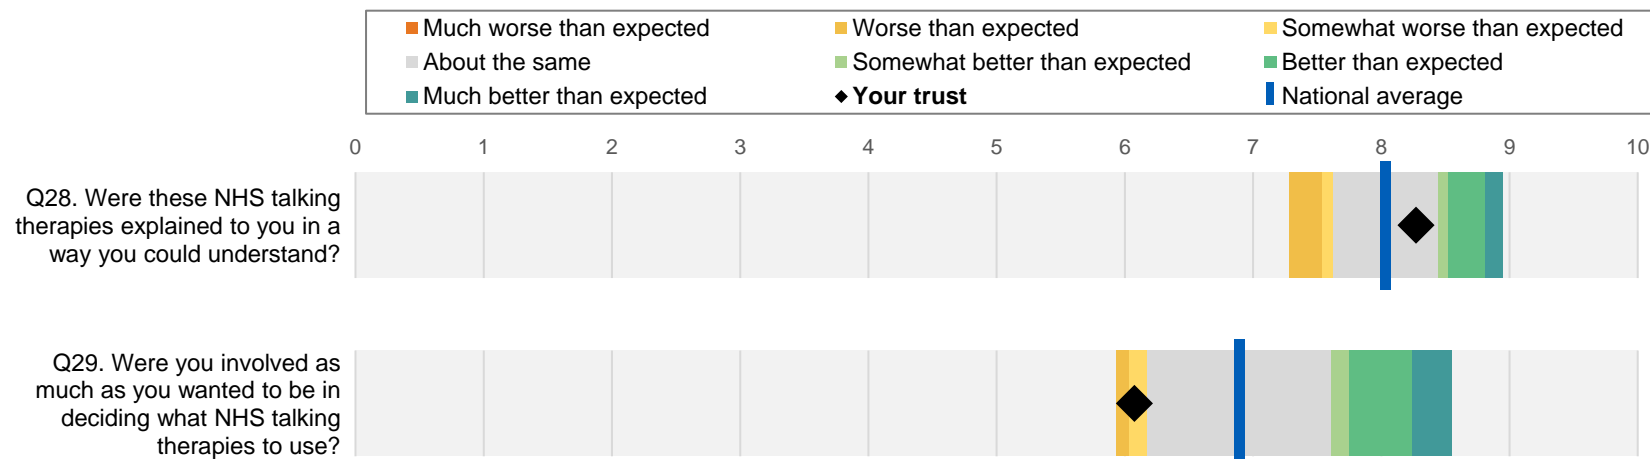 Much worse than expected
Worse than expected
Somewhat worse than expected
About the same
Somewhat better than expected
Better than expected
Much better than expected
Your trust
National average
0 1 2 3 4 5 6 7 8 9 10
Q28. Were these NHS talking
therapies explained to you in a
way you could understand?
Q29. Were you involved as
much as you wanted to be in
deciding what NHS talking
therapies to use?